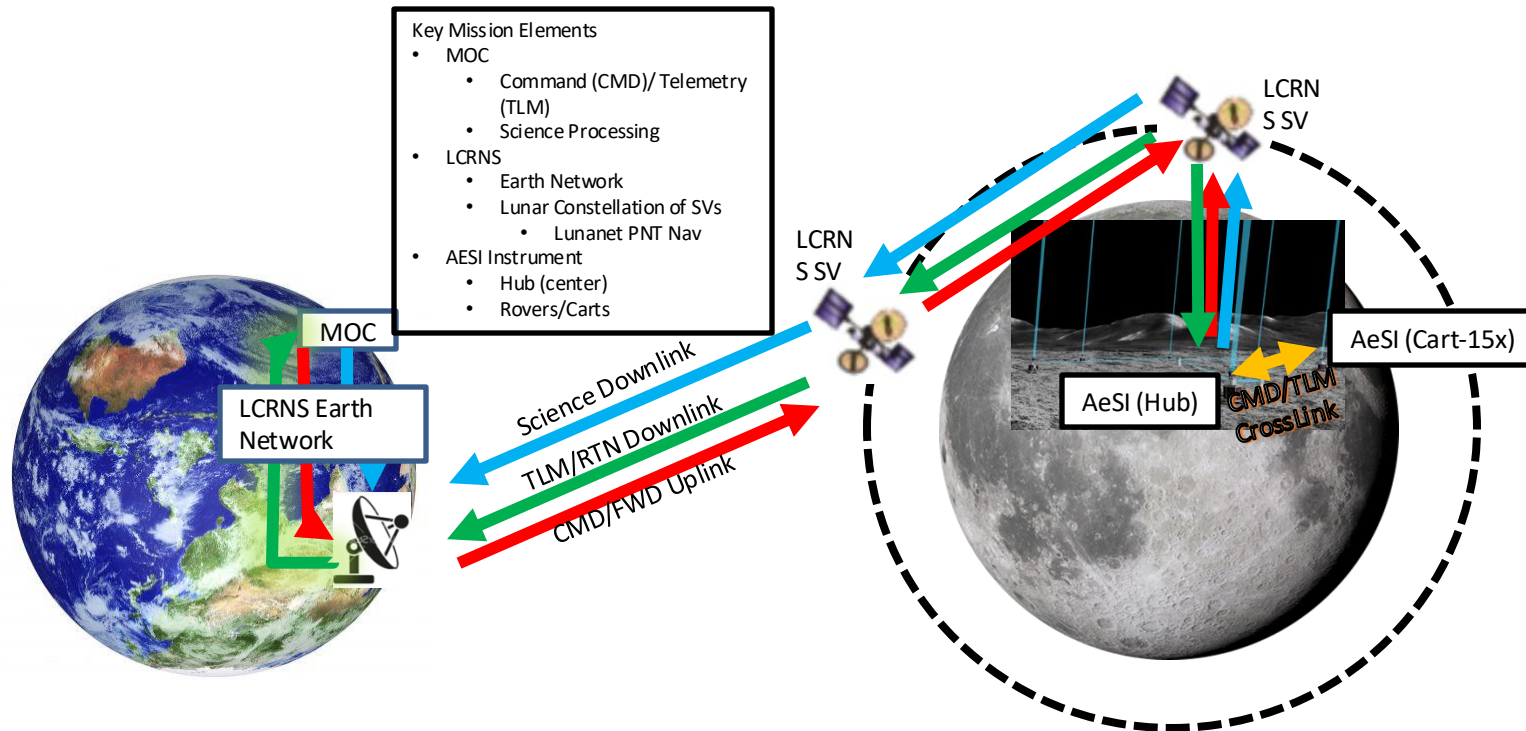 Key Mission Elements
• MOC
• Command (CMD)/ Telemetry
(TLM)
• Science Processing
• LCRNS
• Earth Network
• Lunar Constellation of SVs
• Lunanet PNT Nav
• AESI Instrument
• Hub (center)
• Rovers/Carts
LCRN
S SV
LCRN
S SV
MOC
LCRNS Earth
Network
Science Downlink
TLM/RTN Downlink
CMD/FWD Uplink
AeSI (Cart-15x)
AeSI (Hub)
CMD/TLM
CrossLink